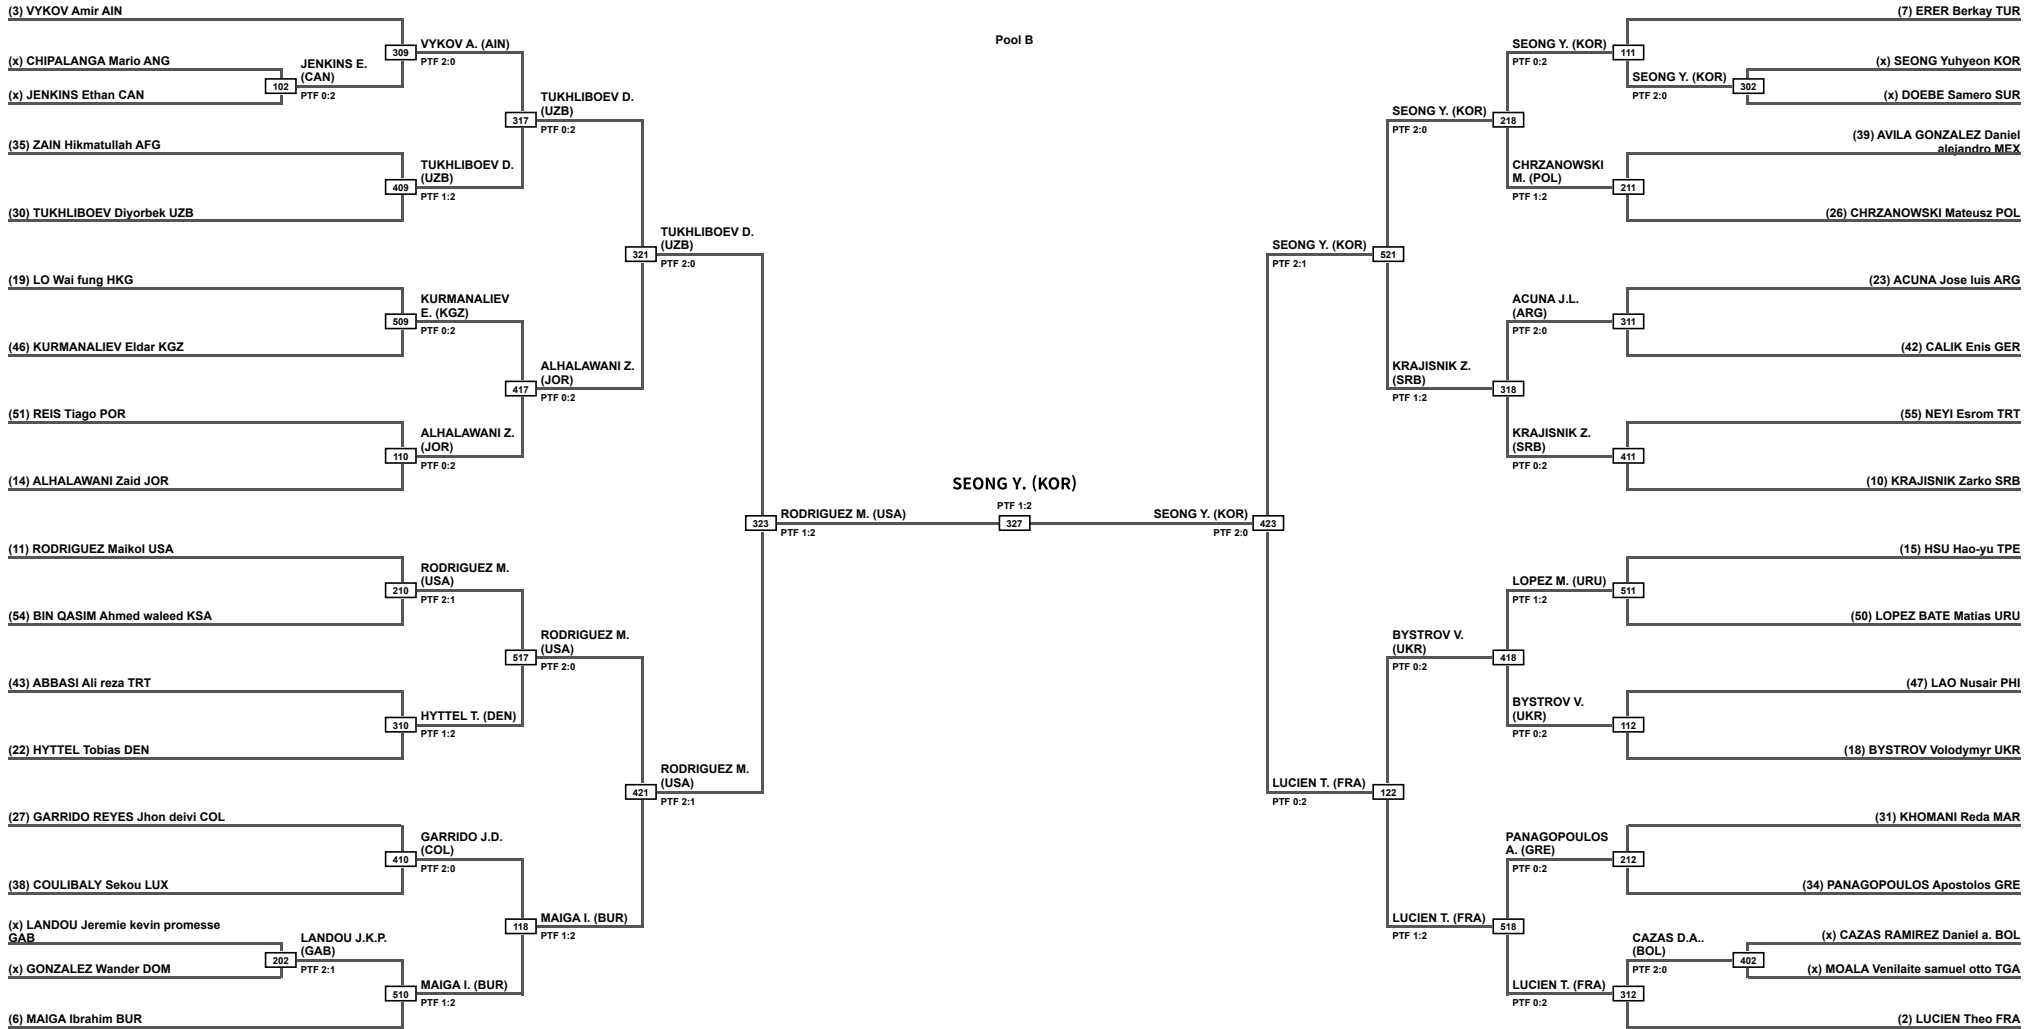 Pool B
(3) VYKOV Amir AIN
(x) CHIPALANGA Mario ANG
(x) JENKINS Ethan CAN
(35) ZAIN Hikmatullah AFG
(30) TUKHLIBOEV Diyorbek UZB
(19) LO Wai fung HKG
(46) KURMANALIEV Eldar KGZ
(51) REIS Tiago POR
(14) ALHALAWANI Zaid JOR
(11) RODRIGUEZ Maikol USA
(54) BIN QASIM Ahmed waleed KSA
(43) ABBASI Ali reza TRT
(22) HYTTEL Tobias DEN
(27) GARRIDO REYES Jhon deivi COL
(38) COULIBALY Sekou LUX
(x) LANDOU Jeremie kevin promesse
GAB
(x) GONZALEZ Wander DOM
(6) MAIGA Ibrahim BUR
102
JENKINS E.
(CAN)
PTF 0:2
202
LANDOU J.K.P.
(GAB)
PTF 2:1
309
VYKOV A. (AIN)
PTF 2:0
409
TUKHLIBOEV D.
(UZB)
PTF 1:2
509
KURMANALIEV
E. (KGZ)
PTF 0:2
110
ALHALAWANI Z.
(JOR)
PTF 0:2
210
RODRIGUEZ M.
(USA)
PTF 2:1
310
HYTTEL T. (DEN)
PTF 1:2
410
GARRIDO J.D.
(COL)
PTF 2:0
510
MAIGA I. (BUR)
PTF 1:2
317
TUKHLIBOEV D.
(UZB)
PTF 0:2
417
ALHALAWANI Z.
(JOR)
PTF 0:2
517
RODRIGUEZ M.
(USA)
PTF 2:0
118
MAIGA I. (BUR)
PTF 1:2
321
TUKHLIBOEV D.
(UZB)
PTF 2:0
421
RODRIGUEZ M.
(USA)
PTF 2:1
323
RODRIGUEZ M. (USA)
PTF 1:2
SEONG Y. (KOR)
PTF 1:2
327
SEONG Y. (KOR)
PTF 2:0
423
SEONG Y. (KOR)
PTF 2:1
521
LUCIEN T. (FRA)
PTF 0:2
122
SEONG Y. (KOR)
PTF 2:0
218
KRAJISNIK Z.
(SRB)
PTF 1:2
318
BYSTROV V.
(UKR)
PTF 0:2
418
LUCIEN T. (FRA)
PTF 1:2
518
SEONG Y. (KOR)
PTF 0:2
111
CHRZANOWSKI
M. (POL)
PTF 1:2
211
ACUNA J.L.
(ARG)
PTF 2:0
311
KRAJISNIK Z.
(SRB)
PTF 0:2
411
LOPEZ M. (URU)
PTF 1:2
511
BYSTROV V.
(UKR)
PTF 0:2
112
PANAGOPOULOS
A. (GRE)
PTF 0:2
212
LUCIEN T. (FRA)
PTF 0:2
312
SEONG Y. (KOR)
PTF 2:0
302
CAZAS D.A..
(BOL)
PTF 2:0
402
(7) ERER Berkay TUR
(x) SEONG Yuhyeon KOR
(x) DOEBE Samero SUR
(39) AVILA GONZALEZ Daniel
alejandro MEX
(26) CHRZANOWSKI Mateusz POL
(23) ACUNA Jose luis ARG
(42) CALIK Enis GER
(55) NEYI Esrom TRT
(10) KRAJISNIK Zarko SRB
(15) HSU Hao-yu TPE
(50) LOPEZ BATE Matias URU
(47) LAO Nusair PHI
(18) BYSTROV Volodymyr UKR
(31) KHOMANI Reda MAR
(34) PANAGOPOULOS Apostolos GRE
(x) CAZAS RAMIREZ Daniel a. BOL
(x) MOALA Venilaite samuel otto TGA
(2) LUCIEN Theo FRA